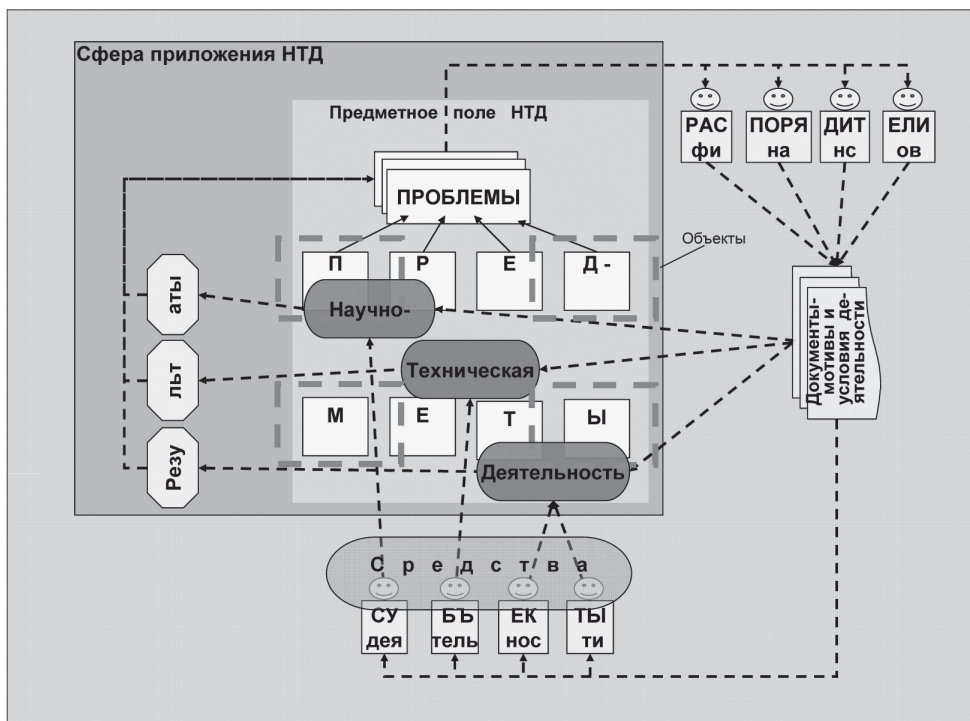 Сфера приложения НТД
Предметное поле НТД
РАС ПОРЯ ДИТ ЕЛИ
фи на нс ов
ПРОБЛЕМЫ
Объекты
П Р Е Д -
Научно-
аты
Техническая
льт
М Е Т Ы
Деятельность
Резу
Документы-
мотивы и
условия де-
ятельности
С р е д с т в а
СУ БЪ ЕК ТЫ
дея тель нос ти